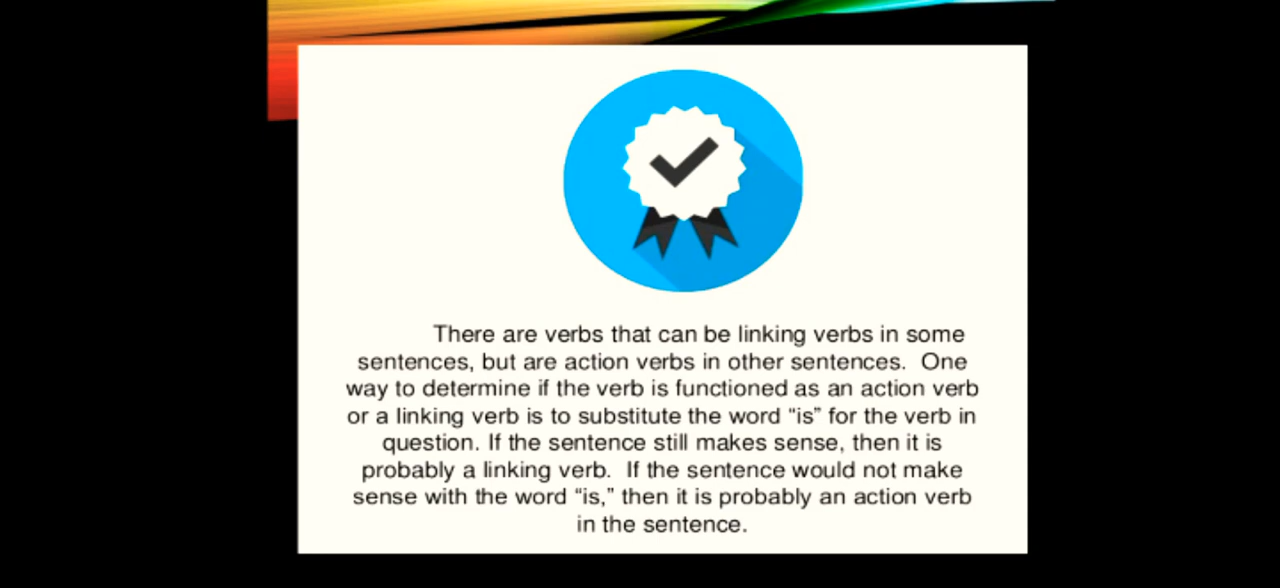 There are verbs that can be linking verbs in some
sentences, but are action verbs in other sentences.  One
way to determine if the verb is functioned as an action verb
or a linking verb is to substitute the word “is” for the verb in
question. If the sentence still makes sense, then it is
probably a linking verb.  If the sentence would not make
sense with the word “is,” then it is probably an action verb
in the sentence.